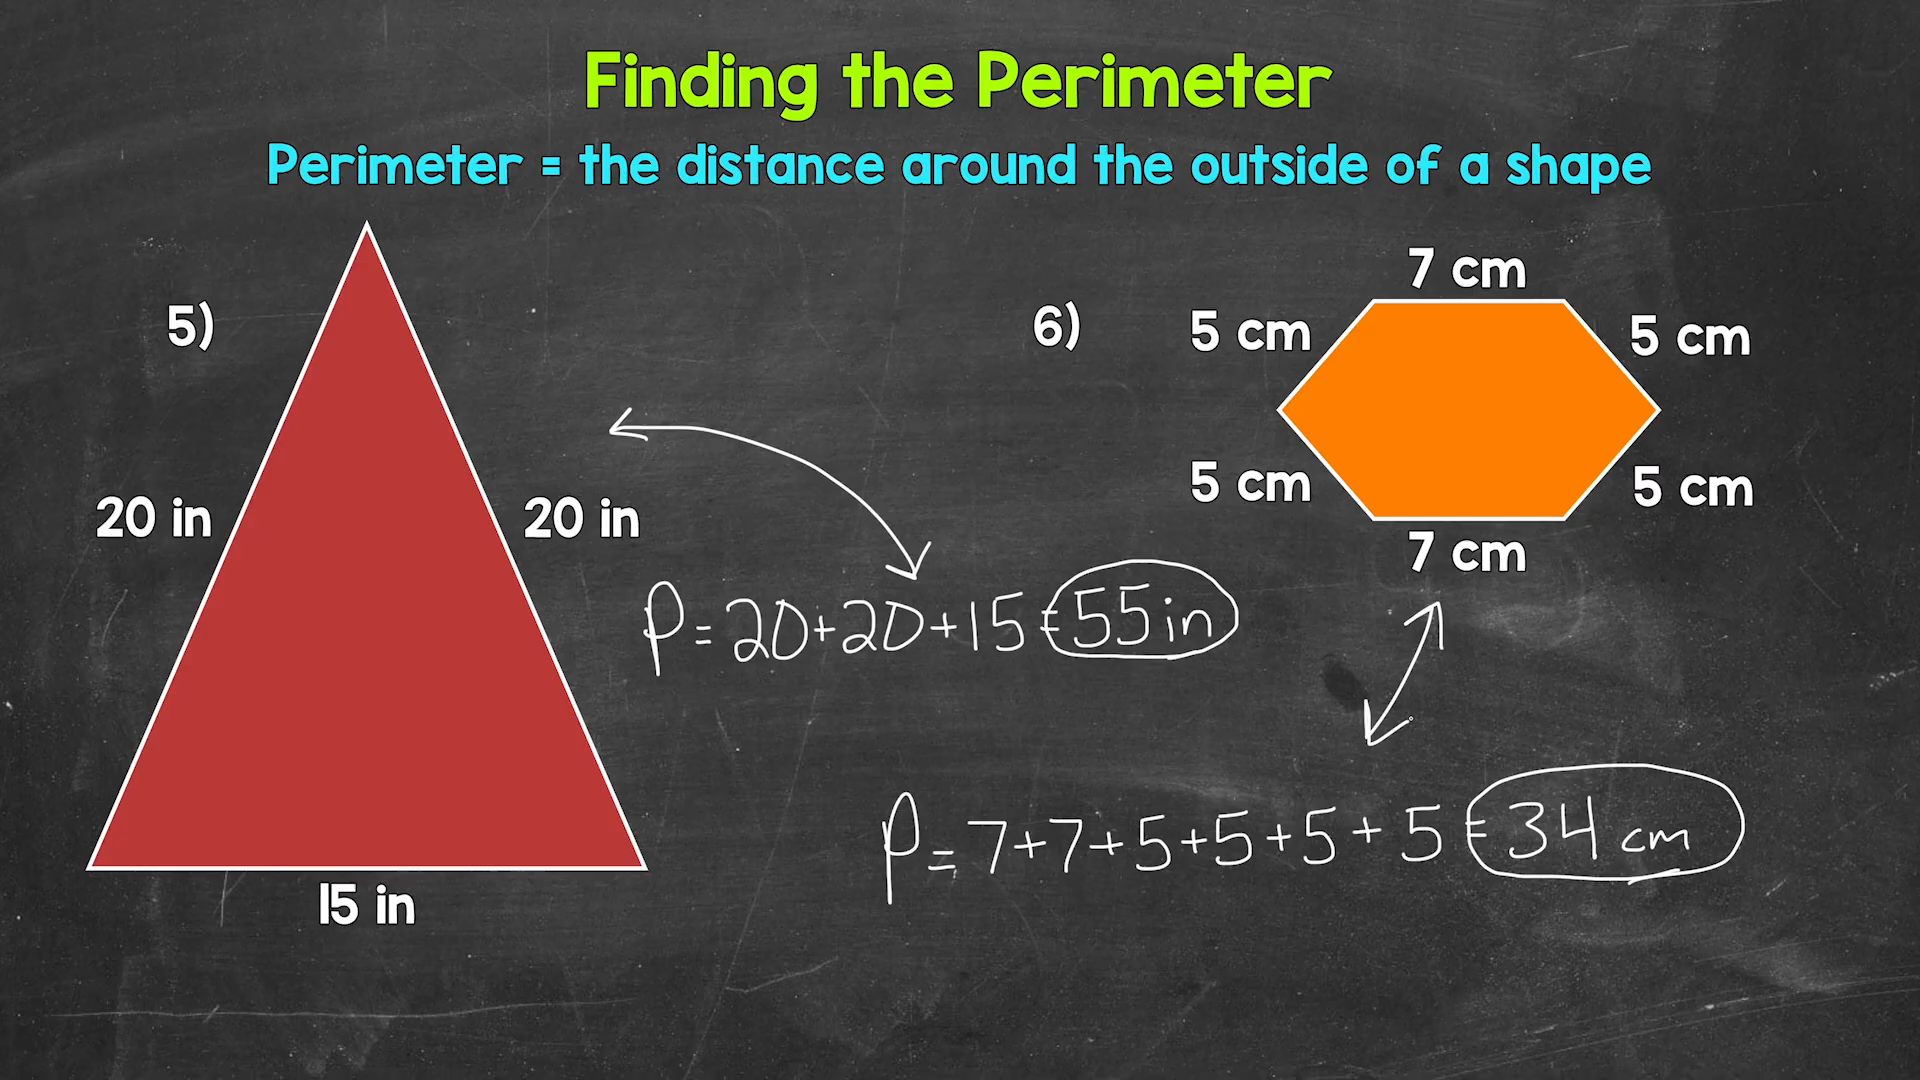 Finding the Perimeter
Perimeter = the distance around the outside of a shape
5)
20 in
20 in
15 in
P = 20+20+15 = 55 in
6)
7 cm
5 cm
5 cm
5 cm
5 cm
7 cm
P = 7+7+5+5+5+5 = 34 cm